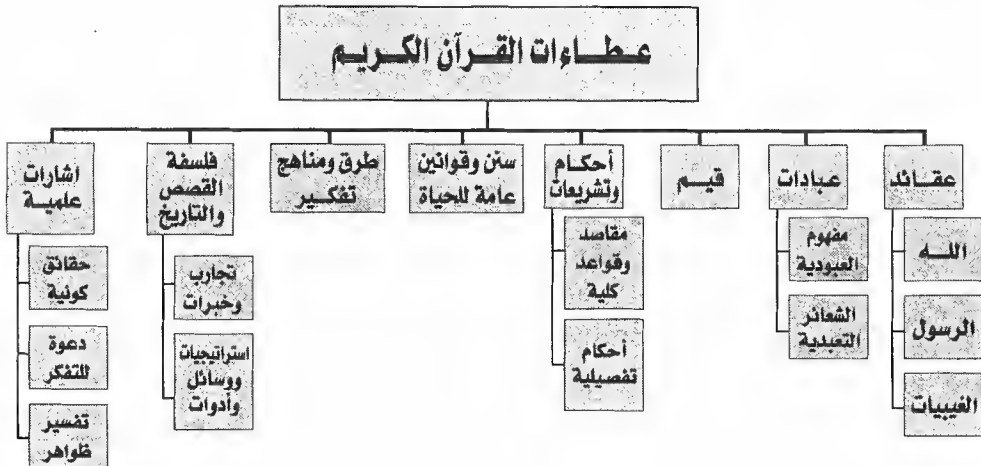 عطاءات القرآن الكريم
عقائد
الله
الرسول
الغيبيات
عبادات
مفهوم
العبودية
الشعائر
التعبدية
قيم
أحكام
وتشريعات
مقاصد
وقواعد
كلية
أحكام
تفصيلية
سنن وقوانين
عامة للحياة
طرق ومناهج
تفكير
فلسفة
القصص
والتاريخ
تجارب
وخبرات
استراتيجيات
ووسائل
وأدوات
اشارات
علمية
حقائق
كونية
دعوة
للتفكر
تفسير
ظواهر